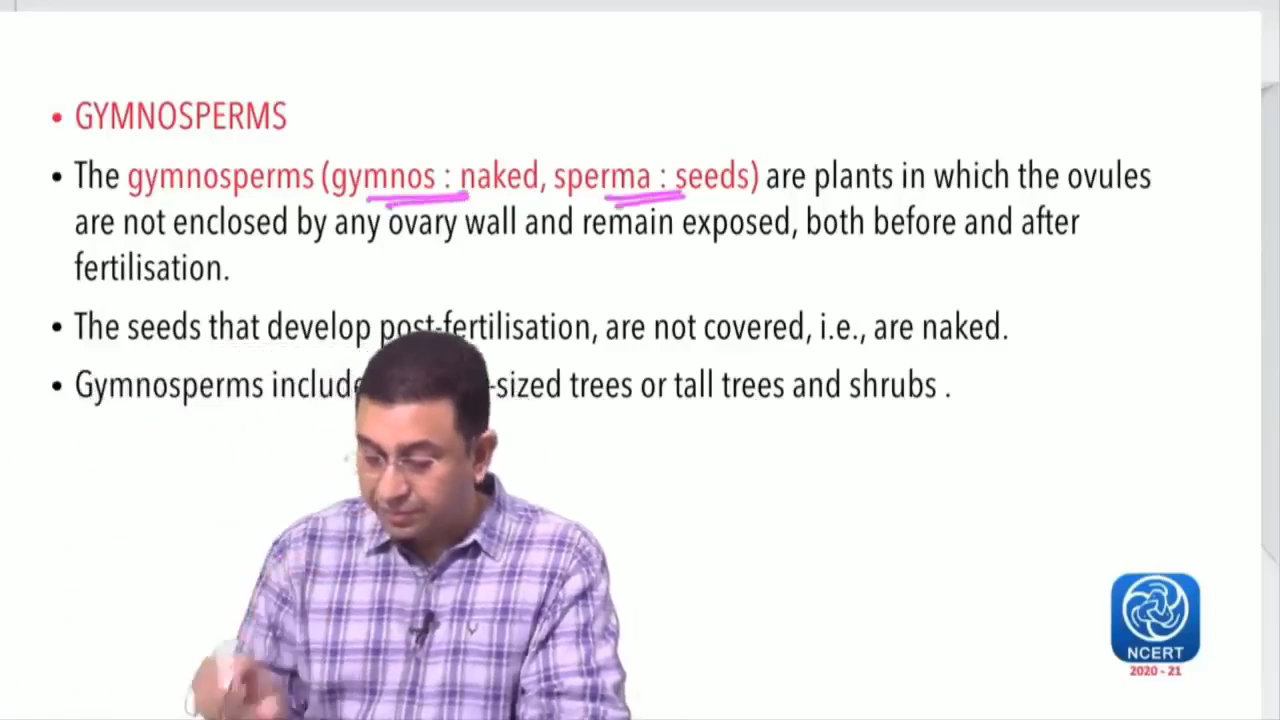 • GYMNOSPERMS
• The gymnosperms (gymnos : naked, sperma : seeds) are plants in which the ovules
are not enclosed by any ovary wall and remain exposed, both before and after
fertilisation.
• The seeds that develop post-fertilisation, are not covered, i.e., are naked.
• Gymnosperms include -sized trees or tall trees and shrubs .
NCERT
2020 - 21